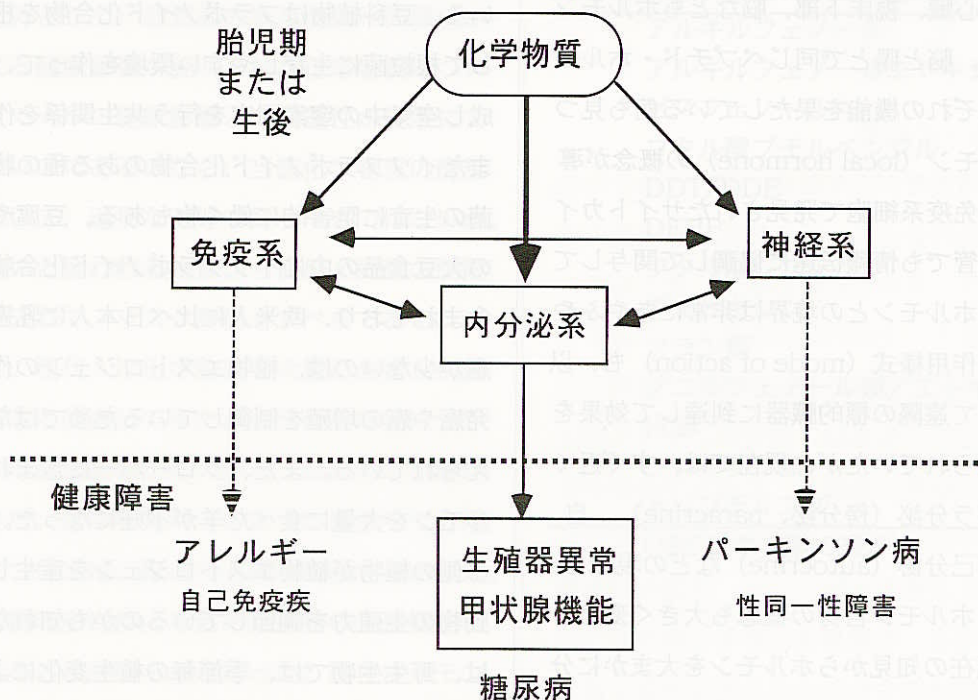 胎児期
または
生後
化学物質
免疫系
神経系
内分泌系
健康障害
アレルギー
自己免疫疾
生殖器異常
甲状腺機能
糖尿病
パーキンソン病
性同一性障害